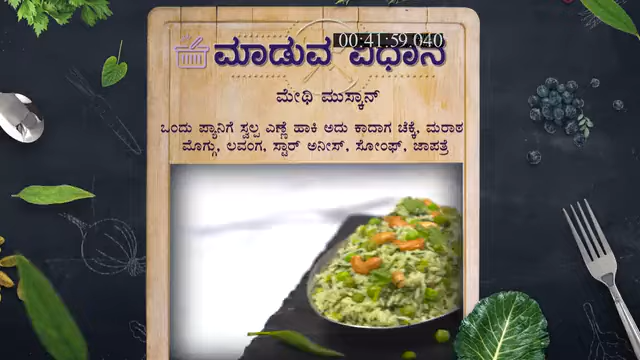 ಮಾಡುವ ವಿಧಾನ
00:41:59.040
ಮೇಥಿ ಮುಸ್ಕಾನ್
ಒಂದು ಪ್ಯಾನಿಗೆ ಸ್ವಲ್ಪ ಎಣ್ಣೆ ಹಾಕಿ ಅದು ಕಾದಾಗ ಚೆಕ್ಕೆ, ಮರಾಠ
ಮೊಗ್ಗು, ಲವಂಗ, ಸ್ಟಾರ್ ಅನೀಸ್, ಸೋಂಫ್, ಜಾಪತ್ರೆ